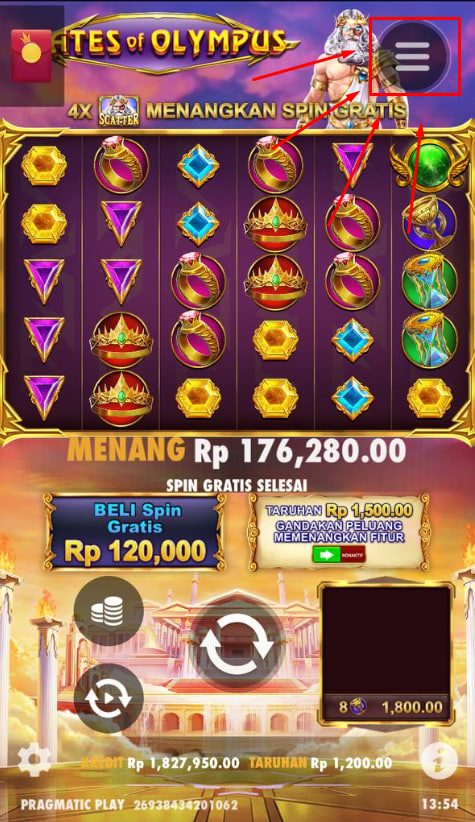 ATES of OLYMPUS
4X SCATTER MENANGKAN SPIN GRATIS
MENANG Rp 176,280.00
SPIN GRATIS SELESAI
BELI Spin
Gratis
Rp 120,000
TARUHAN Rp 1,500.00
GANDAKAN PELUANG
MEMENANGKAN FITUR
NONAKTIF
8 1,800.00
KREDIT Rp 1,827,950.00 TARUHAN Rp 1,200.00
PRAGMATIC PLAY 26938434201062 13:54